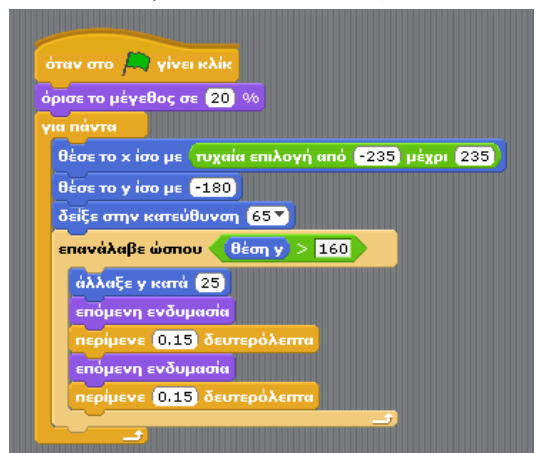 όταν στο γίνει κλικ
όρισε το μέγεθος σε 20 %
για πάντα
θέσε το x ίσο με τυχαία επιλογή από -235 μέχρι 235
θέσε το y ίσο με -180
δείξε στην κατεύθυνση 65
επανάλαβε ώσπου θέση y > 160
άλλαξε y κατά 25
επόμενη ενδυμασία
περίμενε 0.15 δευτερόλεπτα
επόμενη ενδυμασία
περίμενε 0.15 δευτερόλεπτα